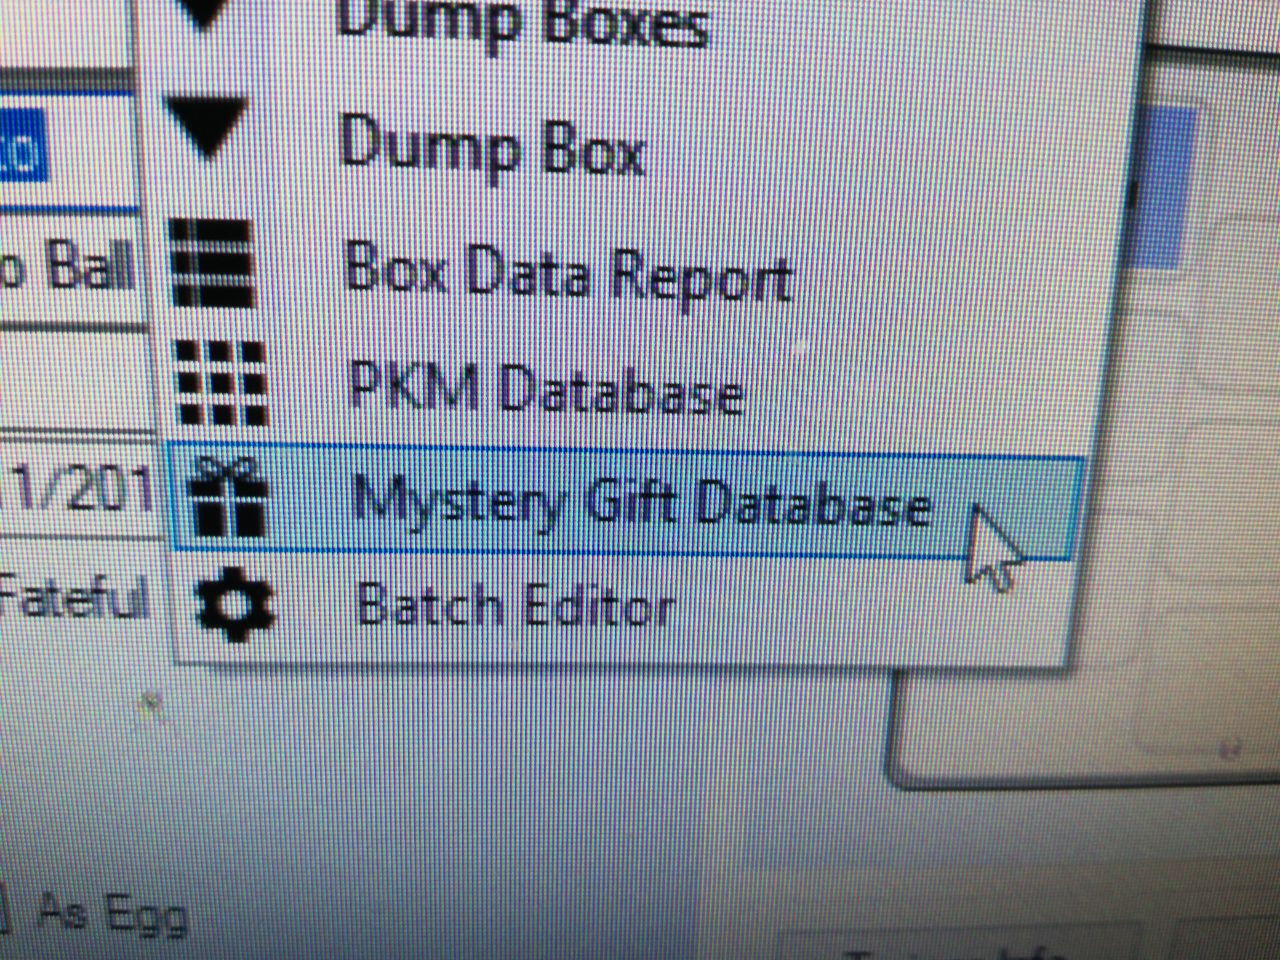 Dump Boxes
Dump Box
Box Data Report
Ball
PKM Database
1/201
Mystery Gift Database
Fateful
Batch Editor
As Egg